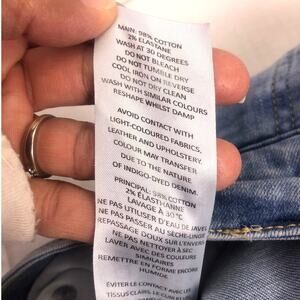 MAIN: 98% COTTON
2% ELASTANE
WASH AT 30 DEGREES
DO NOT BLEACH
DO NOT TUMBLE DRY
COOL IRON ON REVERSE
DO NOT DRY CLEAN
WASH WITH SIMILAR COLOURS
RESHAPE WHILST DAMP
AVOID CONTACT WITH
LIGHT-COLOURED FABRICS,
LEATHER AND UPHOLSTERY.
COLOUR MAY TRANSFER
DUE TO THE NATURE
OF INDIGO-DYED DENIM.
PRINCIPAL: 98% COTON
2% ÉLASTHANNE
LAVAGE À 30°C
NE PAS UTILISER D'EAU DE JAVEL
NE PAS PASSER AU SÈCHE-LINGE
REPASSAGE DOUX SUR L'ENVERS
NE PAS NETTOYER À SEC
LAVER AVEC DE COULEURS
SIMILAIRES
REMETTRE EN FORME ENCORE
HUMIDE
ÉVITER LE CONTACT AVEC LES
TISSUS CLAIRS, LE CUIR ET